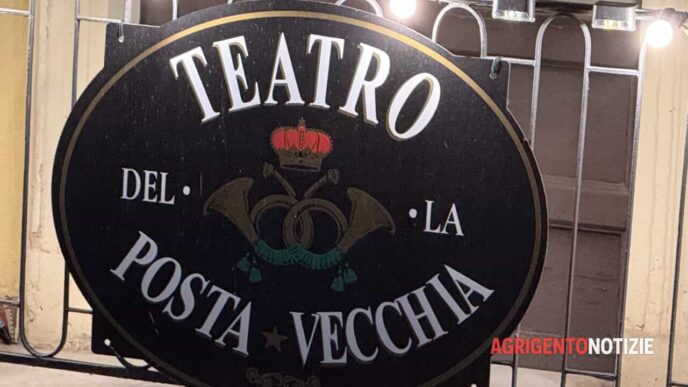 TEATRO
DEL · · LA
POSTA ★ VECCHIA
AGRIGENTONOTIZIE